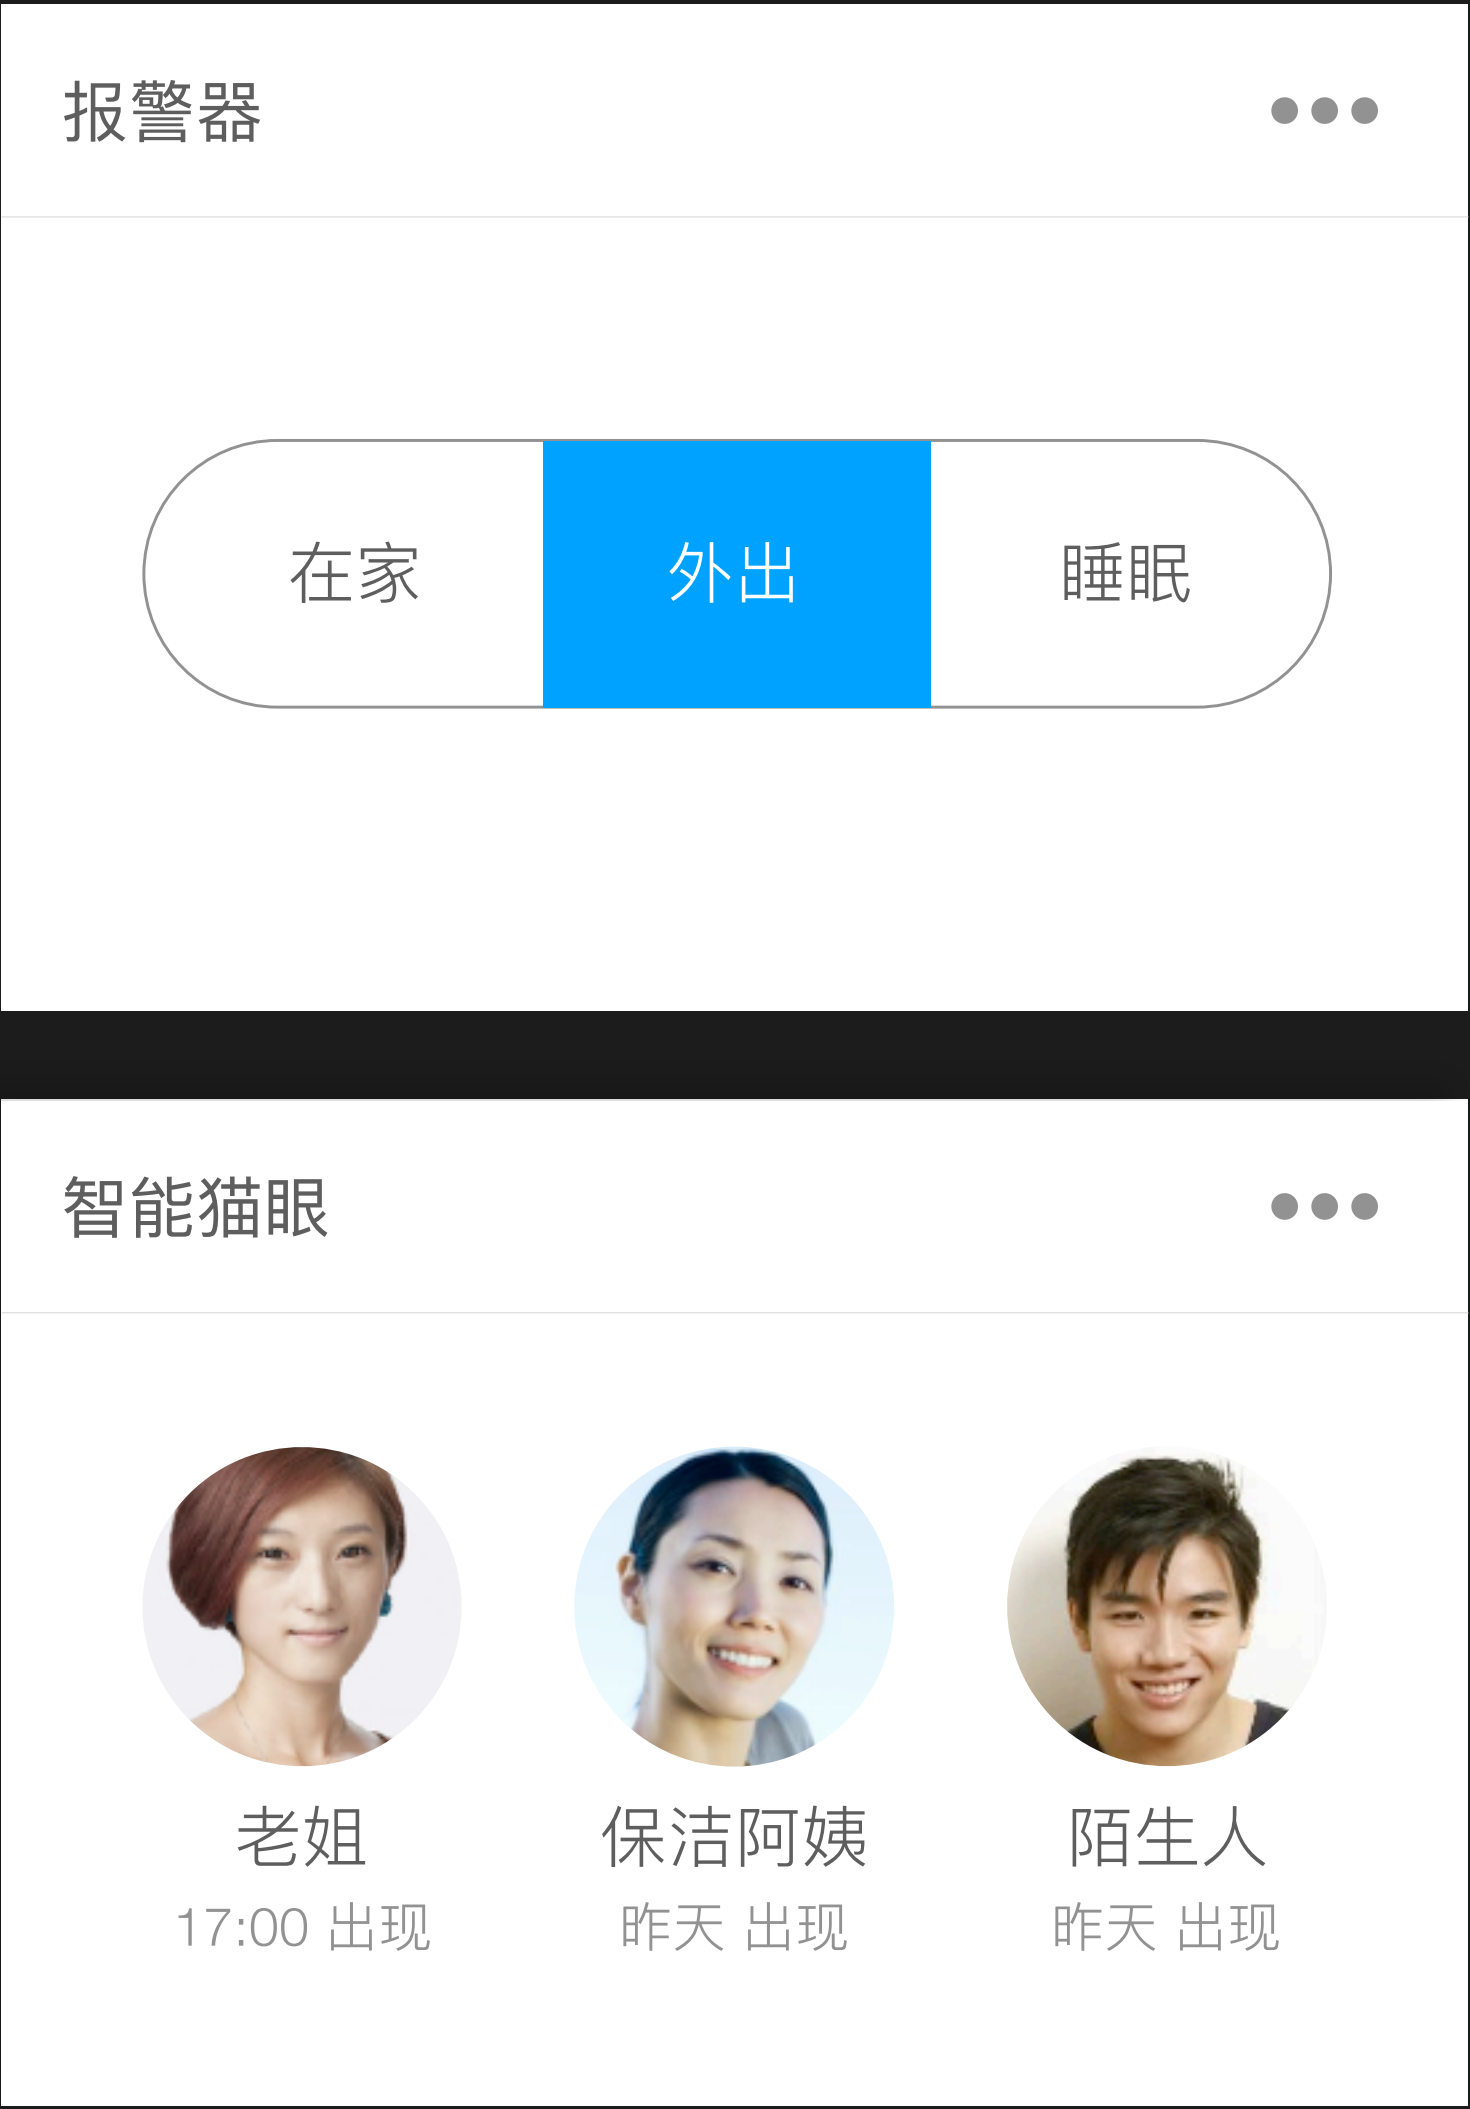 报警器
在家 外出 睡眠
智能猫眼
老姐 保洁阿姨 陌生人
17:00 出现 昨天 出现 昨天 出现